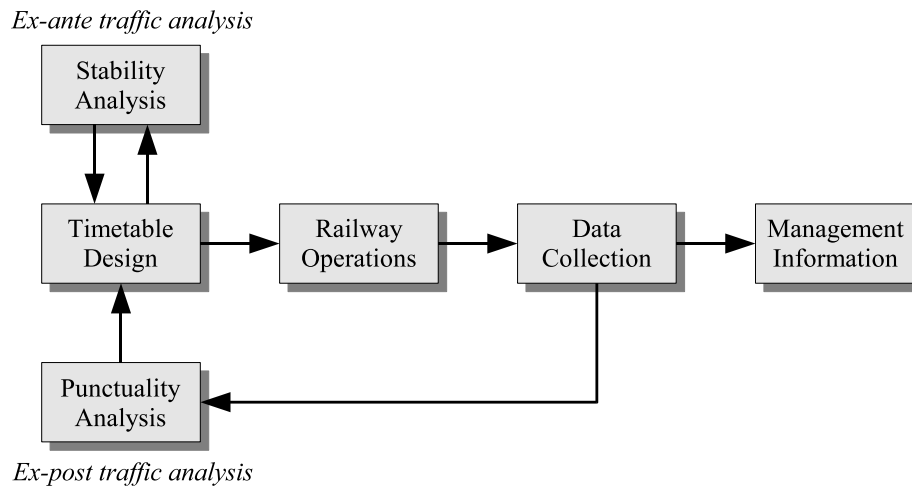 Ex-ante traffic analysis
Stability
Analysis
Timetable
Design
Railway
Operations
Data
Collection
Management
Information
Punctuality
Analysis
Ex-post traffic analysis